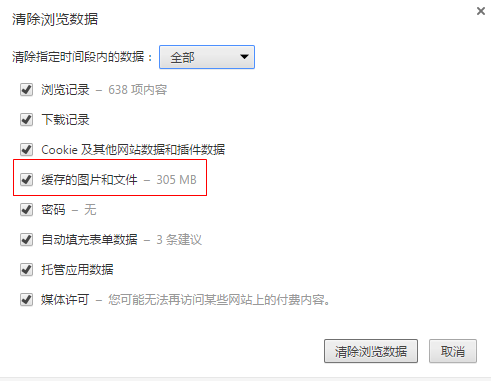 清除浏览数据
清除指定时间段内的数据： 全部
浏览记录 – 638 项内容
下载记录
Cookie 及其他网站数据和插件数据
缓存的图片和文件 – 305 MB
密码 – 无
自动填充表单数据 – 3 条建议
托管应用数据
媒体许可 – 您可能无法再访问某些网站上的付费内容。
清除浏览数据 取消